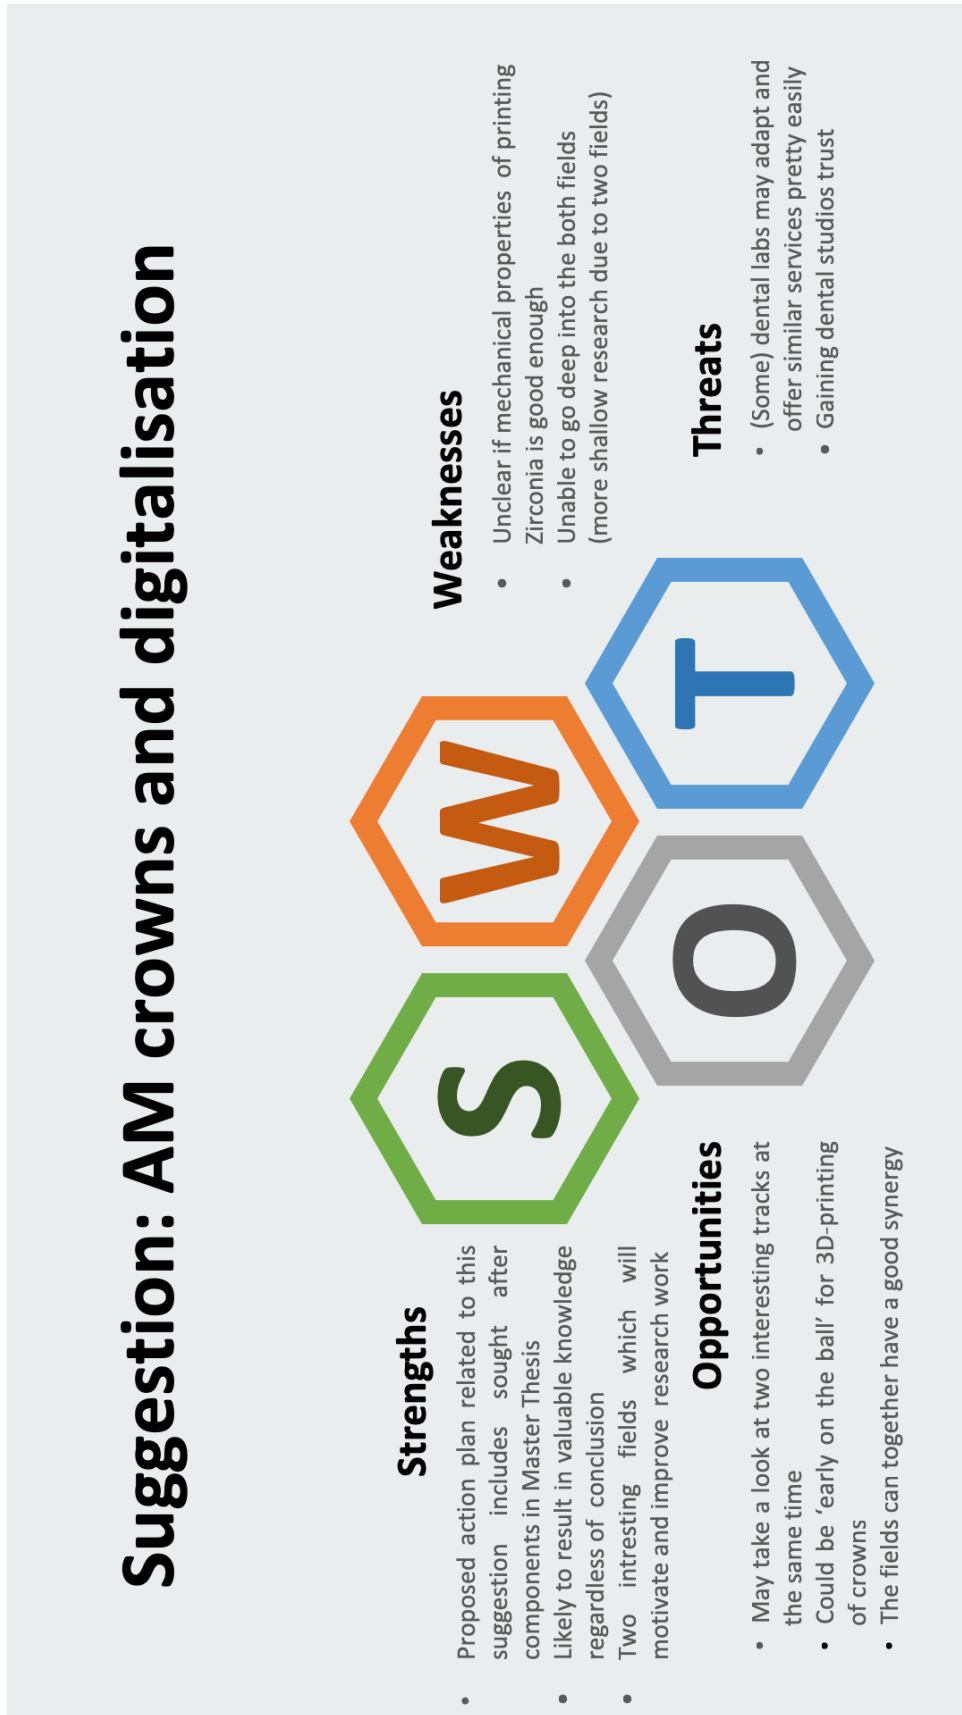 Suggestion: AM crowns and digitalisation
Strengths
• Proposed action plan related to this
suggestion includes sought after
components in Master Thesis
• Likely to result in valuable knowledge
regardless of conclusion
• Two intresting fields which will
motivate and improve research work
S
W
Weaknesses
• Unclear if mechanical properties of printing
Zirconia is good enough
• Unable to go deep into the both fields
(more shallow research due to two fields)
Opportunities
• May take a look at two interesting tracks at
the same time
• Could be ‘early on the ball’ for 3D-printing
of crowns
• The fields can together have a good synergy
O
T
Threats
• (Some) dental labs may adapt and
offer similar services pretty easily
• Gaining dental studios trust